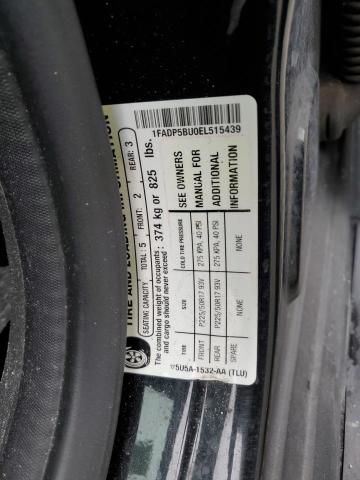 TIRE AND LOADING INFORMATION
SEATING CAPACITY TOTAL: 5 FRONT: 2 REAR: 3
The combined weight of occupants and cargo should never exceed: 374 kg or 825 lbs.
TIRE SIZE COLD TIRE PRESSURE
FRONT P225/50R17 93V 275 KPA, 40 PSI
REAR P225/50R17 93V 275 KPA, 40 PSI
SPARE NONE NONE
SEE OWNERS
MANUAL FOR
ADDITIONAL
INFORMATION
5U5A-1532-AA (TLU)
1FADP5BU0EL515439